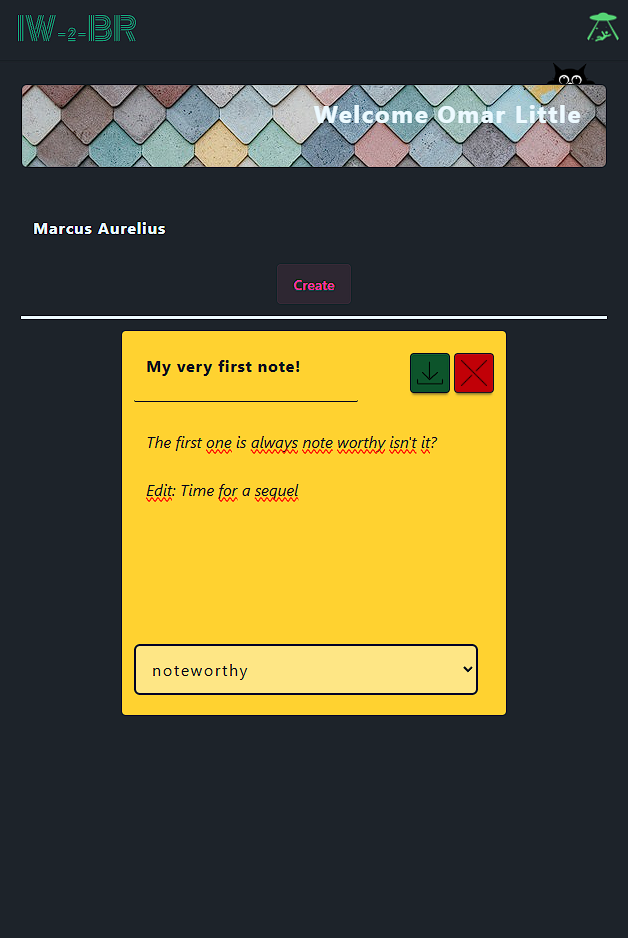 IW-2-BR
Welcome Omar Little
Marcus Aurelius
Create
My very first note!
The first one is always note worthy isn't it?
Edit: Time for a sequel
noteworthy